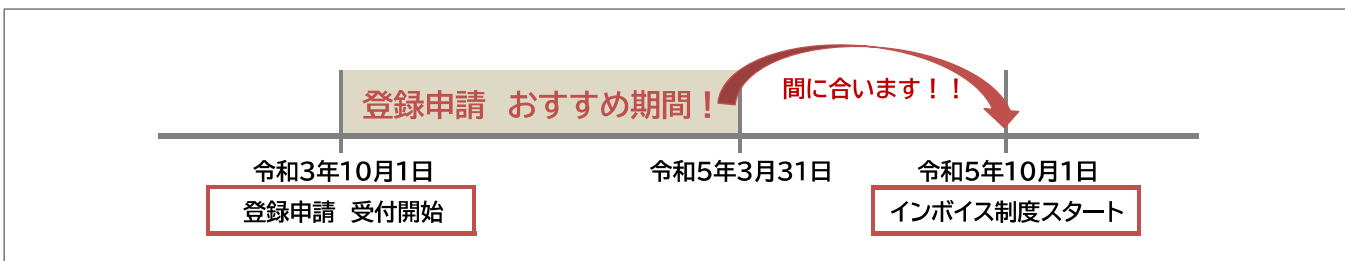 登録申請 おすすめ期間！
間に合います！！
令和3年10月1日
令和5年3月31日
令和5年10月1日
登録申請 受付開始
インボイス制度スタート